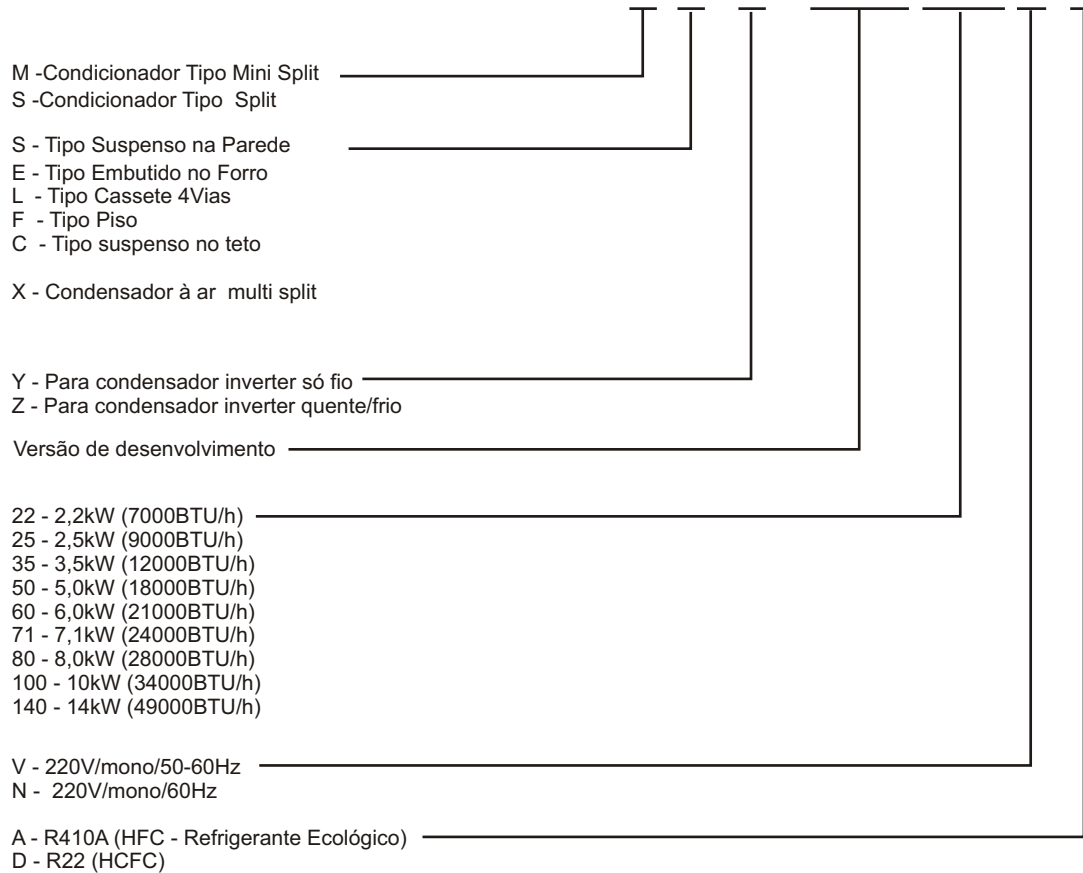 M -Condicionador Tipo Mini Split
S -Condicionador Tipo Split
S - Tipo Suspenso na Parede
E - Tipo Embutido no Forro
L - Tipo Cassete 4Vias
F - Tipo Piso
C - Tipo suspenso no teto
X - Condensador à ar multi split
Y - Para condensador inverter só fio
Z - Para condensador inverter quente/frio
Versão de desenvolvimento
22 - 2,2kW (7000BTU/h)
25 - 2,5kW (9000BTU/h)
35 - 3,5kW (12000BTU/h)
50 - 5,0kW (18000BTU/h)
60 - 6,0kW (21000BTU/h)
71 - 7,1kW (24000BTU/h)
80 - 8,0kW (28000BTU/h)
100 - 10kW (34000BTU/h)
140 - 14kW (49000BTU/h)
V - 220V/mono/50-60Hz
N - 220V/mono/60Hz
A - R410A (HFC - Refrigerante Ecológico)
D - R22 (HCFC)